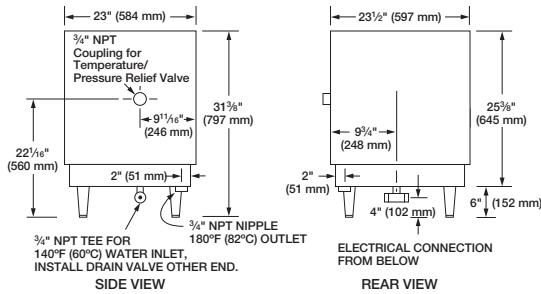 23" (584 mm)
¾" NPT
Coupling for
Temperature/
Pressure Relief Valve
9¹¹⁄₁₆"
(246 mm)
31⅜"
(797 mm)
22¹⁄₁₆"
(560 mm)
2" (51 mm)
¾" NPT NIPPLE
180ºF (82ºC) OUTLET
¾" NPT TEE FOR
140ºF (60ºC) WATER INLET,
INSTALL DRAIN VALVE OTHER END.
SIDE VIEW
23½" (597 mm)
25⅜"
(645 mm)
9¾"
(248 mm)
2"
(51 mm)
4" (102 mm)
6" (152 mm)
ELECTRICAL CONNECTION
FROM BELOW
REAR VIEW